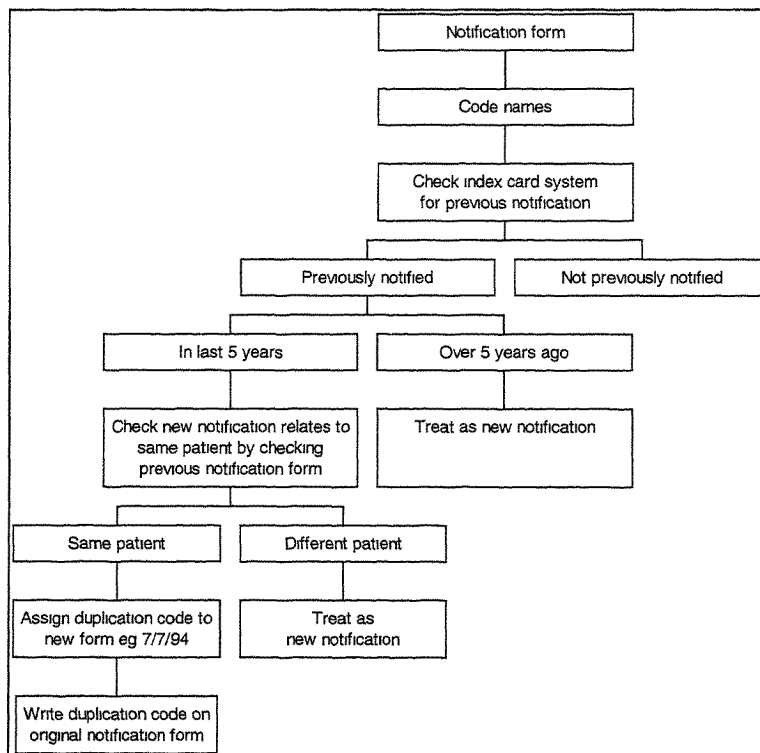 Notification form
Code names
Check index card system
for previous notification
Previously notified
Not previously notified
In last 5 years
Over 5 years ago
Check new notification relates to
same patient by checking
previous notification form
Treat as new notification
Same patient
Different patient
Assign duplication code to
new form eg 7/7/94
Treat as
new notification
Write duplication code on
original notification form